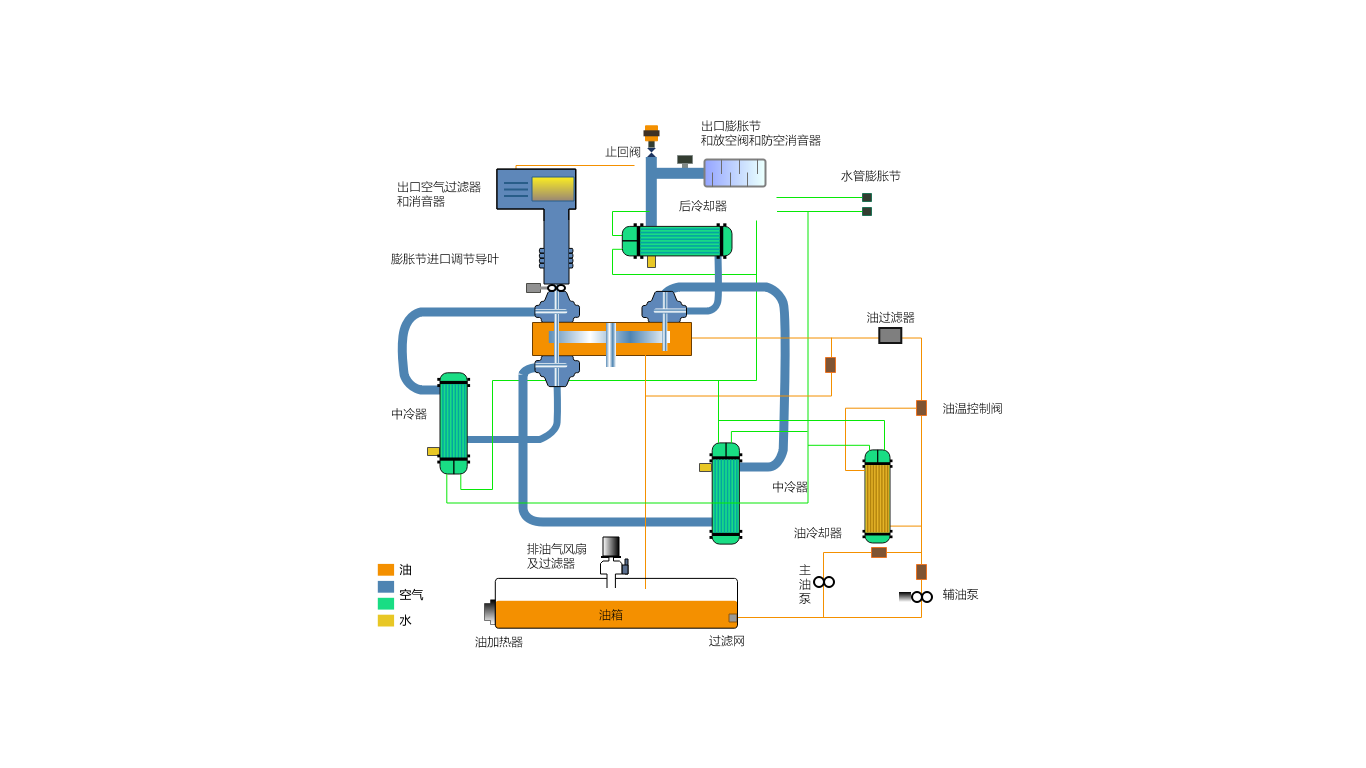 出口膨胀节
和放空阀和防空消音器
止回阀
水管膨胀节
出口空气过滤器
和消音器
后冷却器
膨胀节进口调节导叶
油过滤器
中冷器
油温控制阀
中冷器
油冷却器
排油气风扇
及过滤器
主
油
泵
油
空气
水
辅油泵
油箱
油加热器
过滤网